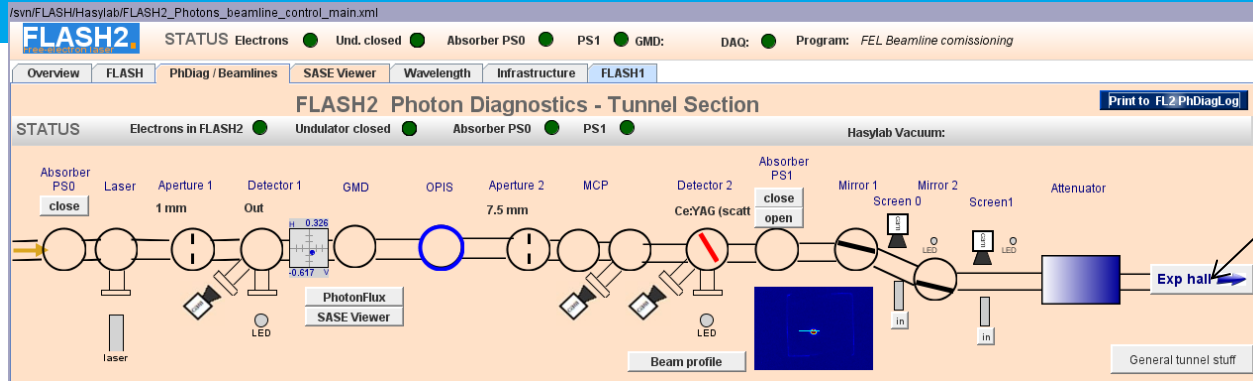 /svn/FLASH/Hasylab/FLASH2_Photons_beamline_control_main.xml
FLASH2.
Free-electron laser
STATUS Electrons Und. closed Absorber PS0 PS1 GMD: DAQ: Program: FEL Beamline comissioning
Overview FLASH PhDiag / Beamlines SASE Viewer Wavelength Infrastructure FLASH1
FLASH2 Photon Diagnostics - Tunnel Section
Print to FL2 PhDiagLog
STATUS Electrons in FLASH2 Undulator closed Absorber PS0 PS1 Hasylab Vacuum:
Absorber PS0
close
Laser
Aperture 1
1 mm
Detector 1
Out
H 0.326
-0.617 V
GMD
OPIS
Aperture 2
7.5 mm
MCP
Detector 2
Ce:YAG (scatt
Absorber
PS1
close
open
Mirror 1
Mirror 2
Screen 0
Screen1
Attenuator
cam
LED
cam
LED
Exp hall
PhotonFlux
SASE Viewer
LED
laser
LED
in
in
Beam profile
General tunnel stuff